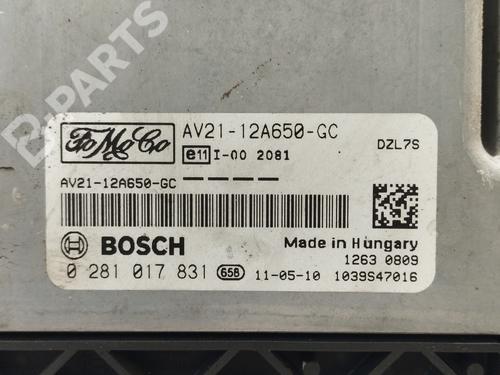 B-PARTS
FoMoCo
AV21-12A650-GC
DZL7S
e11 I-00 2081
AV21-12A650-GC
BOSCH
Made in Hungary
1263 0809
0 281 017 831 658 11-05-10 1039S47016